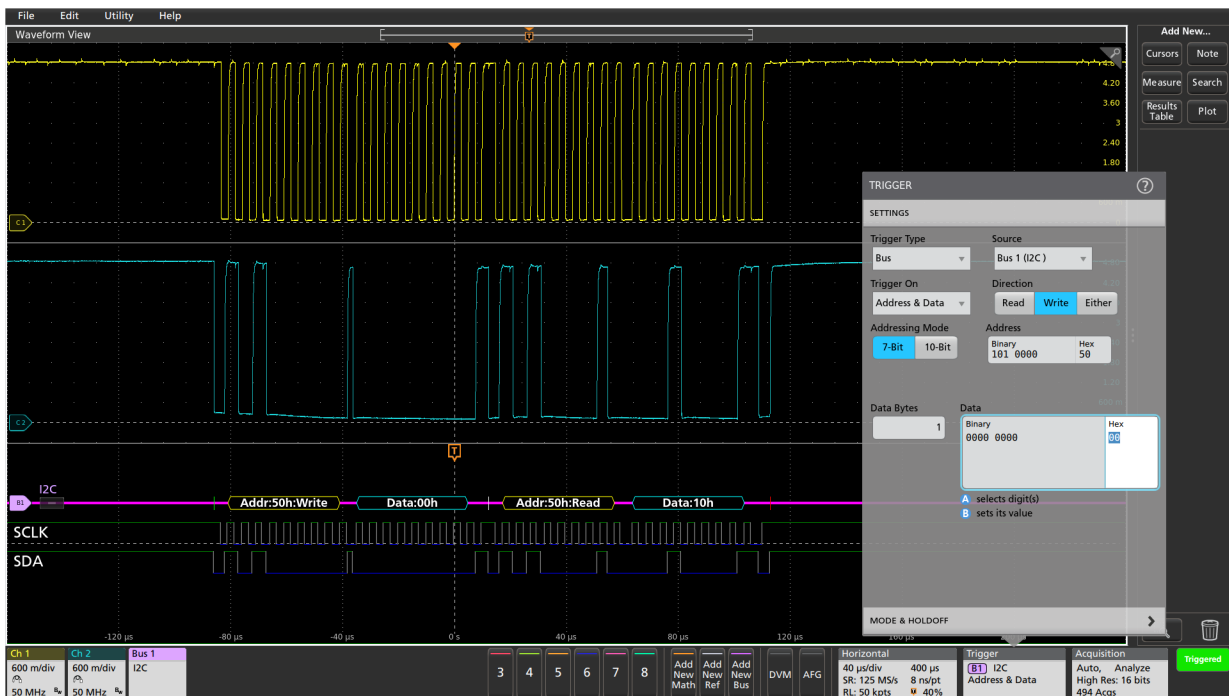 File Edit Utility Help
Waveform View
Add New...
Cursors Note
Measure Search
Results Table Plot
4.20
3.60
3
2.40
1.80
C1
C2
TRIGGER
?
SETTINGS
Trigger Type Source
Bus Bus 1 (I2C )
Trigger On Direction
Address & Data Read Write Either
Addressing Mode Address
7-Bit 10-Bit Binary Hex
101 0000 50
Data Bytes Data
1 Binary Hex
0000 0000 00
A selects digit(s)
B sets its value
MODE & HOLDOFF
T
B1 I2C
Addr:50h:Write Data:00h Addr:50h:Read Data:10h
SCLK
SDA
-120 µs -80 µs -40 µs 0s 40 µs 80 µs 120 µs 160 µs
Ch 1
600 m/div
50 MHz Bw
Ch 2
600 m/div
50 MHz Bw
Bus 1
I2C
3 4 5 6 7 8
Add New Math
Add New Ref
Add New Bus
DVM AFG
Horizontal
40 µs/div 400 µs
SR: 125 MS/s 8 ns/pt
RL: 50 kpts 40%
Trigger
B1 I2C
Address & Data
Acquisition
Auto, Analyze
High Res: 16 bits
494 Acqs
Triggered